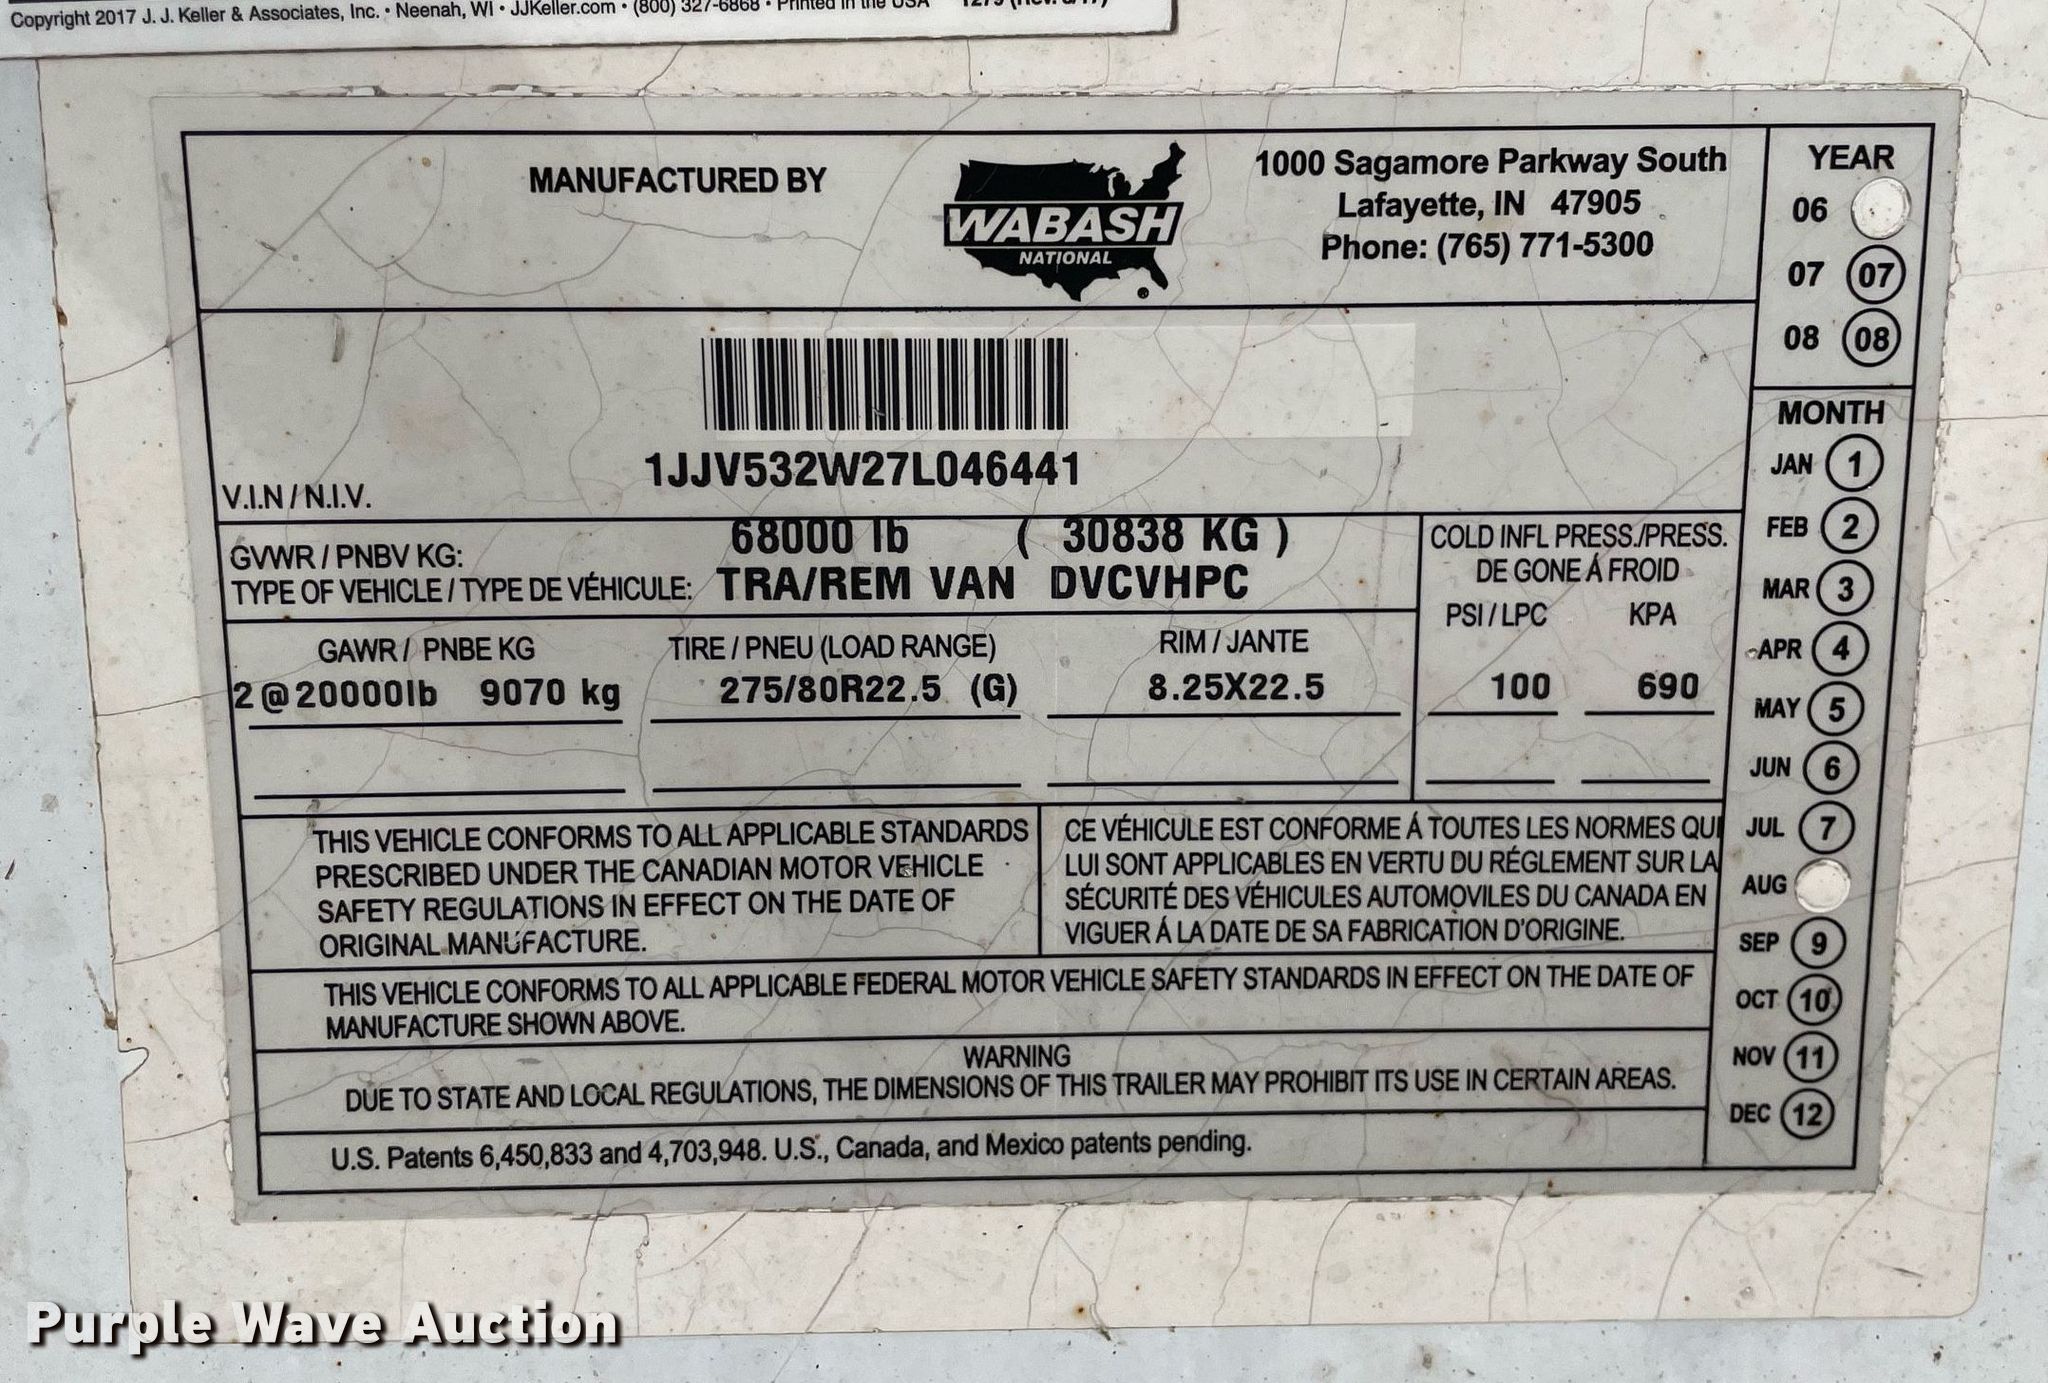 Copyright 2017 J. J. Keller & Associates, Inc. • Neenah, WI • JJKeller.com • (800) 327-6868 • Printed in the USA
MANUFACTURED BY
WABASH
NATIONAL
®
1000 Sagamore Parkway South
Lafayette, IN 47905
Phone: (765) 771-5300
YEAR
06
07 07
08 08
1JJV532W27L046441
V.I.N / N.I.V.
GVWR / PNBV KG: 68000 lb ( 30838 KG )
TYPE OF VEHICLE / TYPE DE VÉHICULE: TRA/REM VAN DVCVHPC
COLD INFL PRESS./PRESS.
DE GONE Á FROID
PSI / LPC KPA
GAWR / PNBE KG TIRE / PNEU (LOAD RANGE) RIM / JANTE
2@20000lb 9070 kg 275/80R22.5 (G) 8.25X22.5 100 690
THIS VEHICLE CONFORMS TO ALL APPLICABLE STANDARDS
PRESCRIBED UNDER THE CANADIAN MOTOR VEHICLE
SAFETY REGULATIONS IN EFFECT ON THE DATE OF
ORIGINAL MANUFACTURE.
CE VÉHICULE EST CONFORME Á TOUTES LES NORMES QUI
LUI SONT APPLICABLES EN VERTU DU RÉGLEMENT SUR LA
SÉCURITÉ DES VÉHICULES AUTOMOVILES DU CANADA EN
VIGUER Á LA DATE DE SA FABRICATION D'ORIGINE.
THIS VEHICLE CONFORMS TO ALL APPLICABLE FEDERAL MOTOR VEHICLE SAFETY STANDARDS IN EFFECT ON THE DATE OF
MANUFACTURE SHOWN ABOVE.
WARNING
DUE TO STATE AND LOCAL REGULATIONS, THE DIMENSIONS OF THIS TRAILER MAY PROHIBIT ITS USE IN CERTAIN AREAS.
U.S. Patents 6,450,833 and 4,703,948. U.S., Canada, and Mexico patents pending.
MONTH
JAN 1
FEB 2
MAR 3
APR 4
MAY 5
JUN 6
JUL 7
AUG
SEP 9
OCT 10
NOV 11
DEC 12
Purple Wave Auction